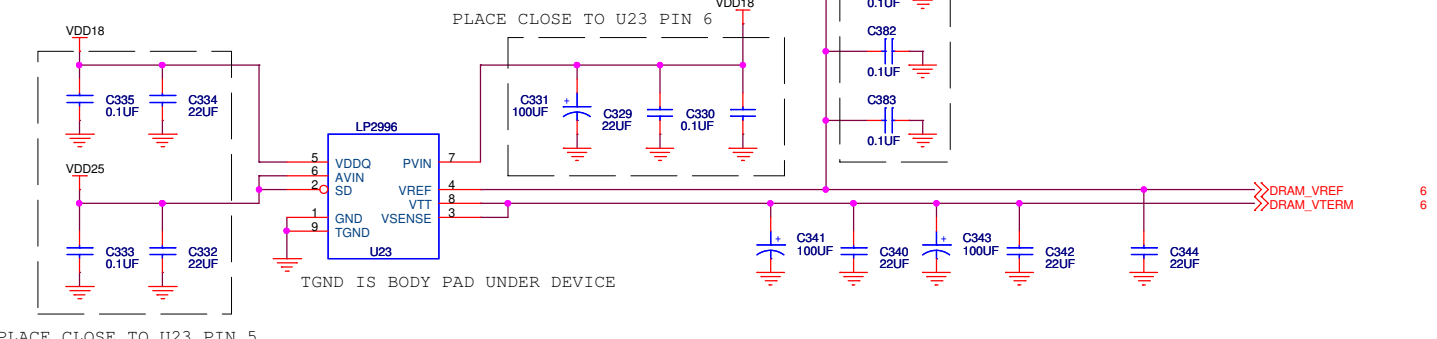 VDD18
0.1UF
PLACE CLOSE TO U23 PIN 6
VDD18
C382
0.1UF
C335
0.1UF
C334
22UF
C331
100UF
+
C329
22UF
C330
0.1UF
C383
0.1UF
LP2996
5 VDDQ PVIN 7
6 AVIN
2 SD VREF 4
VTT 8
1 GND VSENSE 3
9 TGND
U23
VDD25
DRAM_VREF 6
DRAM_VTERM 6
C333
0.1UF
C332
22UF
+
C341
100UF
C340
22UF
+
C343
100UF
C342
22UF
C344
22UF
TGND IS BODY PAD UNDER DEVICE
PLACE CLOSE TO U23 PIN 5